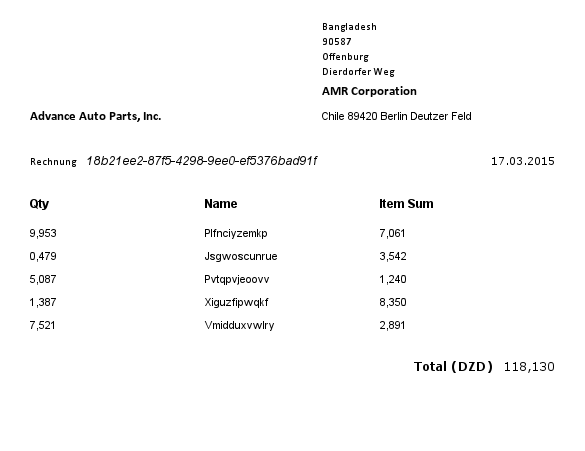 Bangladesh
90587
Offenburg
Dierdorfer Weg
AMR Corporation
Advance Auto Parts, Inc. Chile 89420 Berlin Deutzer Feld
Rechnung 18b21ee2-87f5-4298-9ee0-ef5376bad91f 17.03.2015
Qty Name Item Sum
9,953 Plfnciyzemkp 7,061
0,479 Jsgwoscunrue 3,542
5,087 Pvtqpvjeoovv 1,240
1,387 Xiguzfipwqkf 8,350
7,521 Vmidduxvwlry 2,891
Total (DZD) 118,130